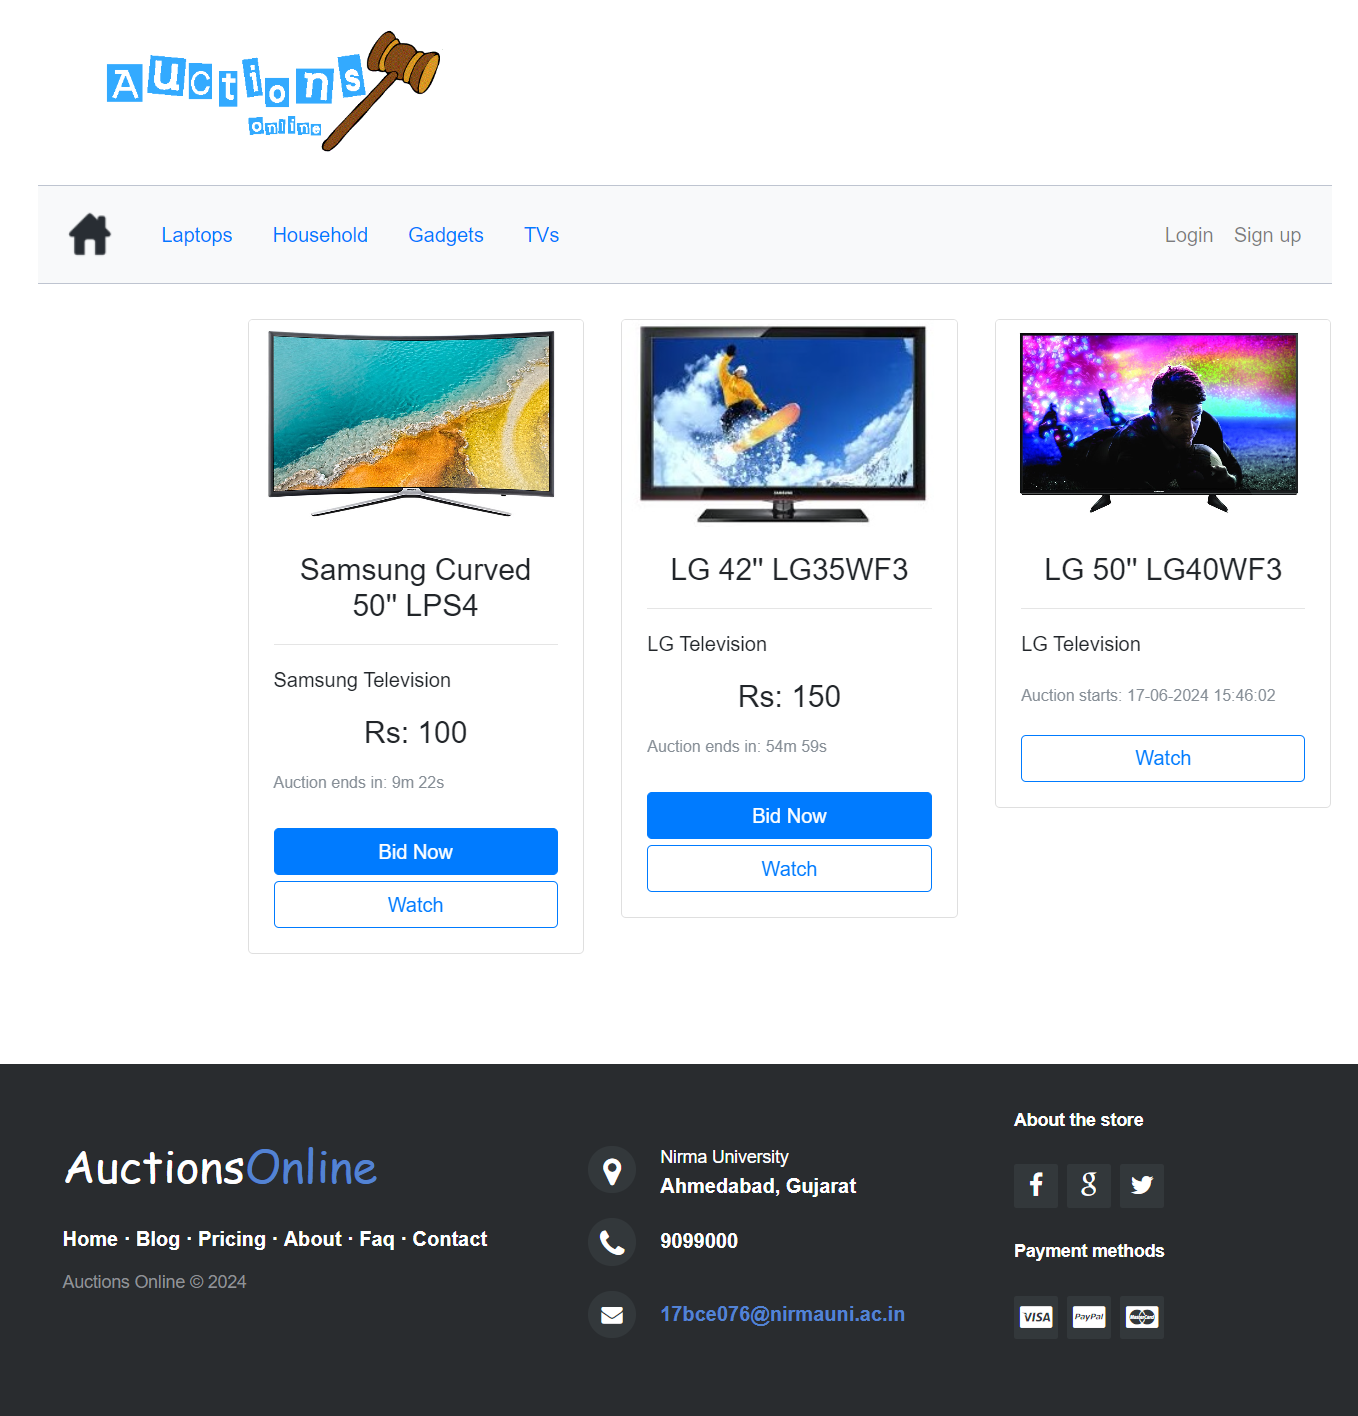 Auctions
online
Laptops
Household
Gadgets
TVs
Login
Sign up
SAMSUNG
Samsung Curved
50" LPS4
Samsung Television
Rs: 100
Auction ends in: 9m 22s
Bid Now
Watch
LG 42" LG35WF3
LG Television
Rs: 150
Auction ends in: 54m 59s
Bid Now
Watch
LG 50" LG40WF3
LG Television
Auction starts: 17-06-2024 15:46:02
Watch
AuctionsOnline
Home · Blog · Pricing · About · Faq · Contact
Auctions Online © 2024
Nirma University
Ahmedabad, Gujarat
9099000
17bce076@nirmauni.ac.in
About the store
f
g
Payment methods
VISA
PayPal
MasterCard